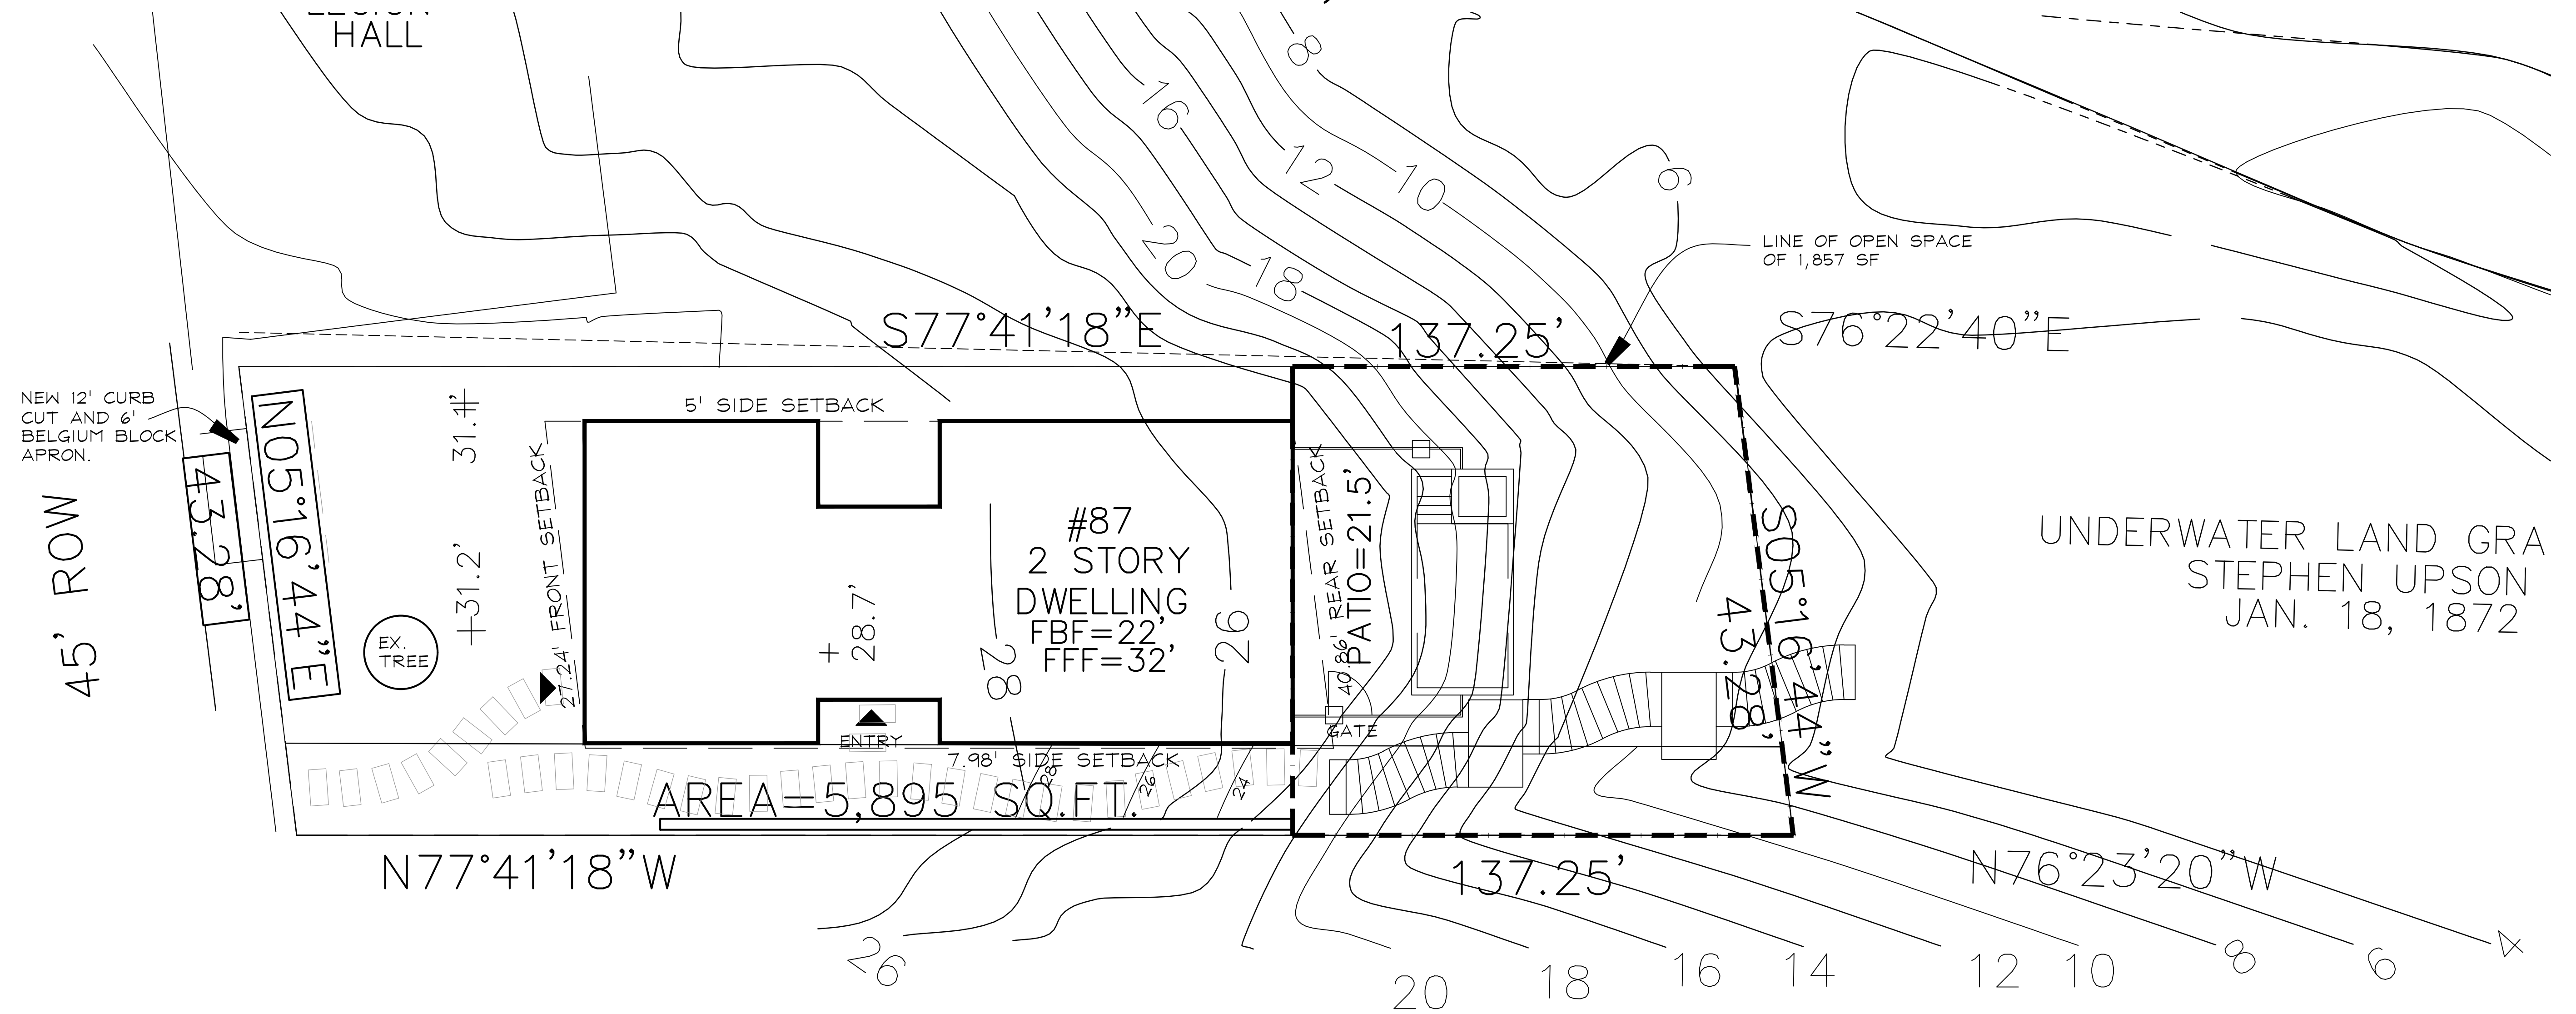 HALL
8
16
12
10
6
20
18
LINE OF OPEN SPACE
OF 1,857 SF
S77°41'18"E
137.25'
S76°22'40"E
NEW 12' CURB
CUT AND 6'
BELGIUM BLOCK
APRON.
45' ROW
43.28'
N05°16'44"E
31.1'
31.2'
EX.
TREE
5' SIDE SETBACK
27.24' FRONT SETBACK
28.7'
#87
2 STORY
DWELLING
FBF=22'
FFF=32'
28
26
40.86' REAR SETBACK
PATIO=21.5'
GATE
ENTRY
7.98' SIDE SETBACK
28
26
24
AREA=5,895 SQ.FT.
S05°16'44"W
43.28'
UNDERWATER LAND GRA
STEPHEN UPSON
JAN. 18, 1872
N77°41'18"W
137.25'
N76°23'20"W
26
20
18
16
14
12
10
8
6
4